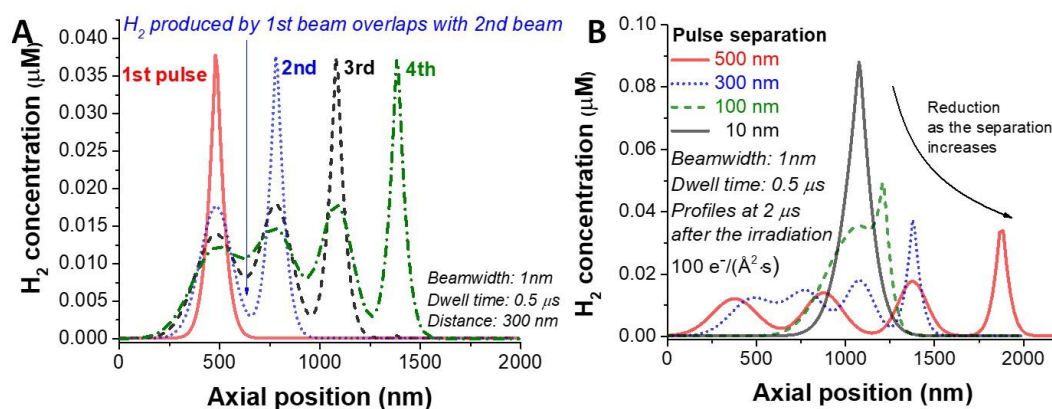 A
H₂ produced by 1st beam overlaps with 2nd beam
0.040
0.035
0.030
0.025
0.020
0.015
0.010
0.005
0.000
H₂ concentration (μM)
1st pulse
2nd
3rd
4th
Beamwidth: 1nm
Dwell time: 0.5 μs
Distance: 300 nm
0
500
1000
1500
2000
Axial position (nm)
B
0.10
0.08
0.06
0.04
0.02
0.00
H₂ concentration (μM)
Pulse separation
500 nm
300 nm
100 nm
10 nm
Beamwidth: 1nm
Dwell time: 0.5 μs
Profiles at 2 μs
after the irradiation
100 e⁻/(Å²·s)
Reduction
as the separation
increases
0
500
1000
1500
2000
Axial position (nm)